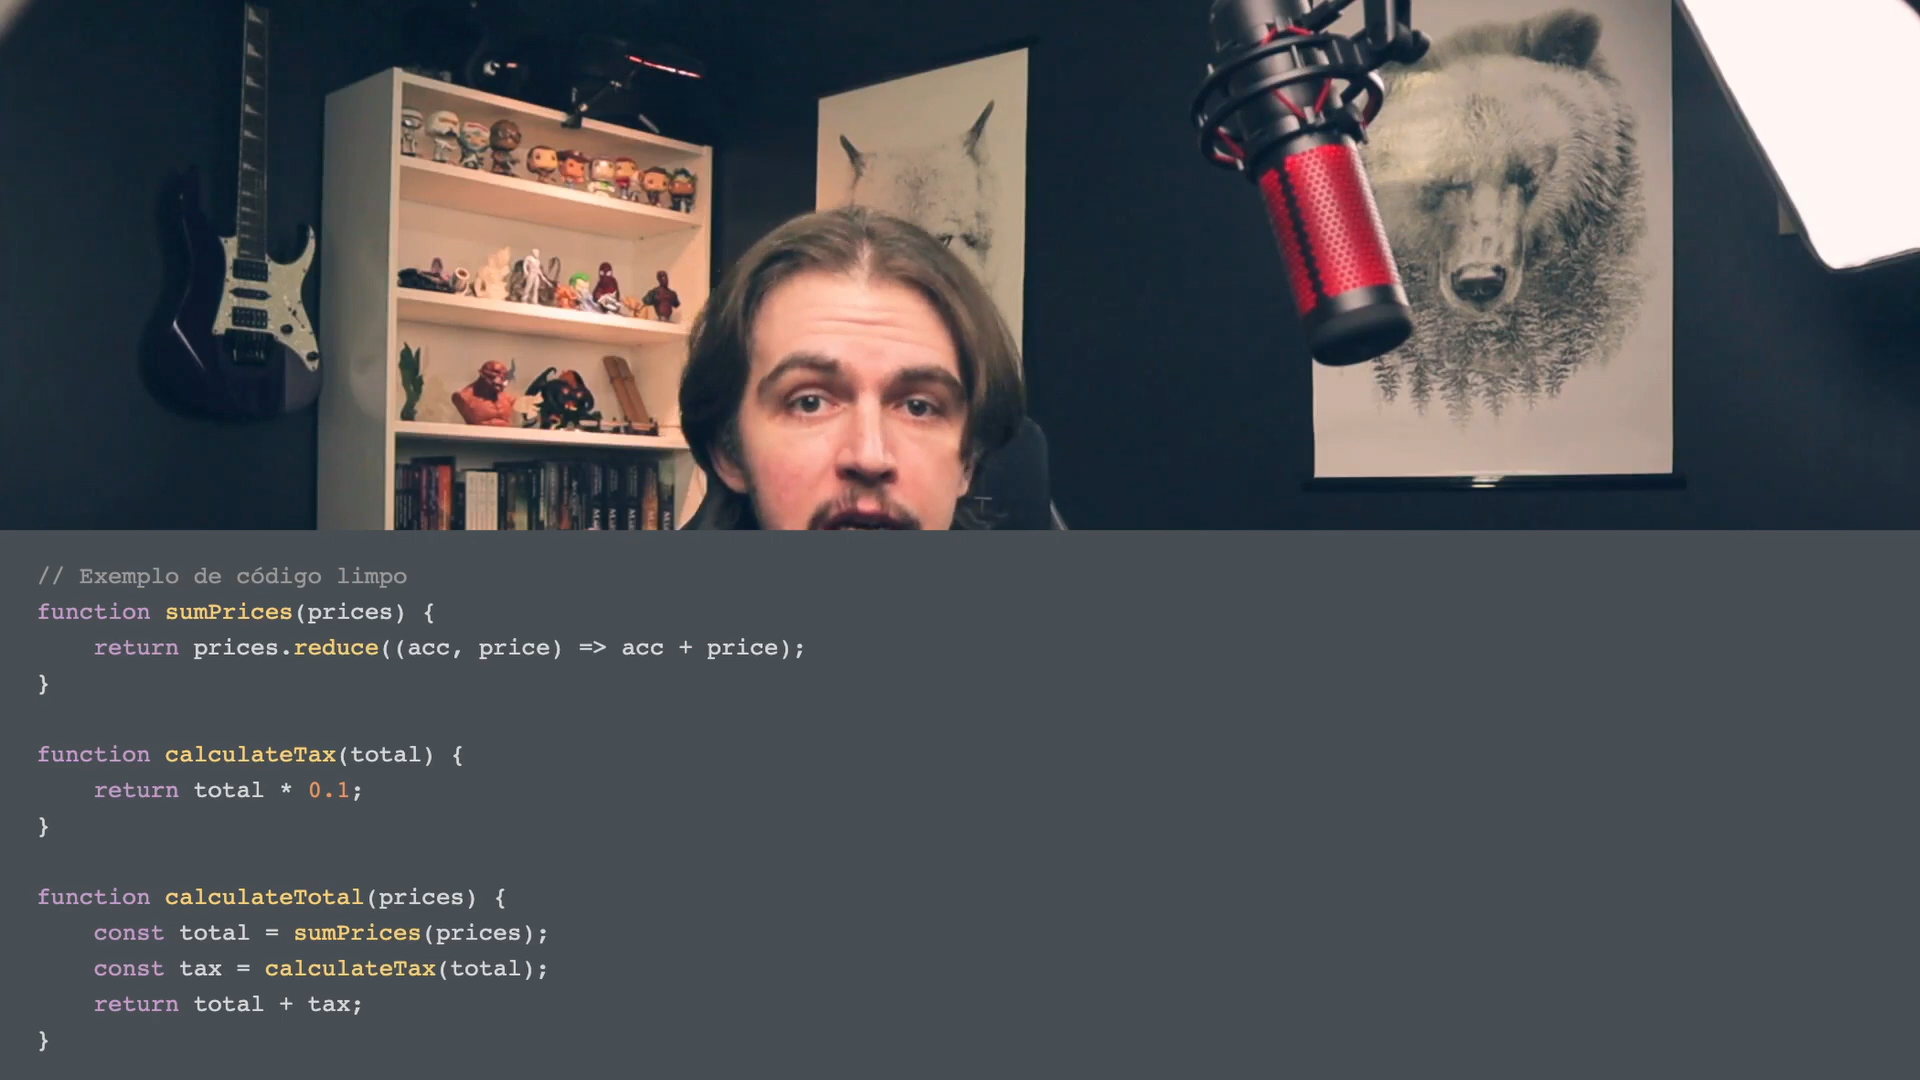 // Exemplo de código limpo
function sumPrices(prices) {
    return prices.reduce((acc, price) => acc + price);
}
function calculateTax(total) {
    return total * 0.1;
}
function calculateTotal(prices) {
    const total = sumPrices(prices);
    const tax = calculateTax(total);
    return total + tax;
}